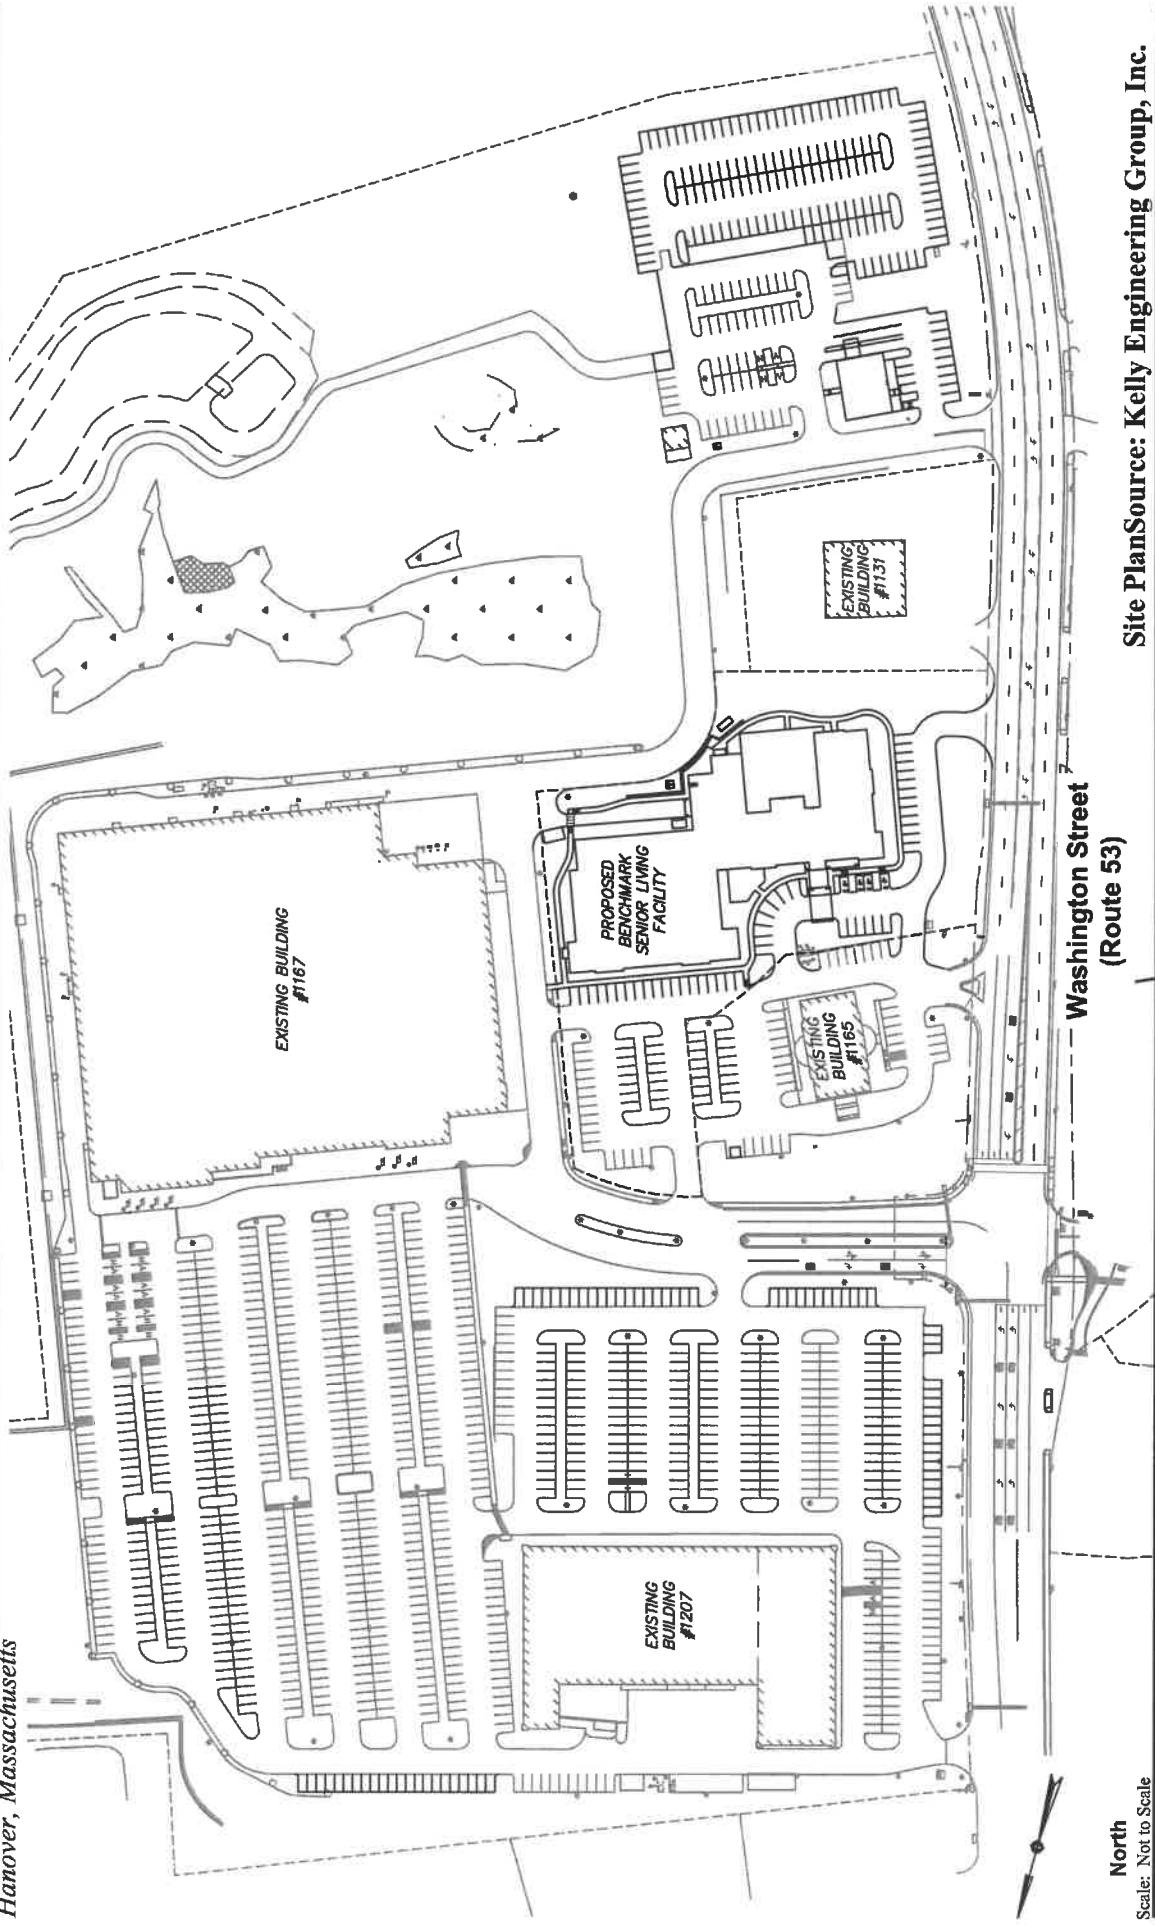 Hanover, Massachusetts
EXISTING BUILDING
#1167
PROPOSED
BENCHMARK
SENIOR LIVING
FACILITY
EXISTING
BUILDING
#1131
EXISTING
BUILDING
#1165
EXISTING
BUILDING
#1207
Washington Street
(Route 53)
North
Scale: Not to Scale
Site PlanSource: Kelly Engineering Group, Inc.